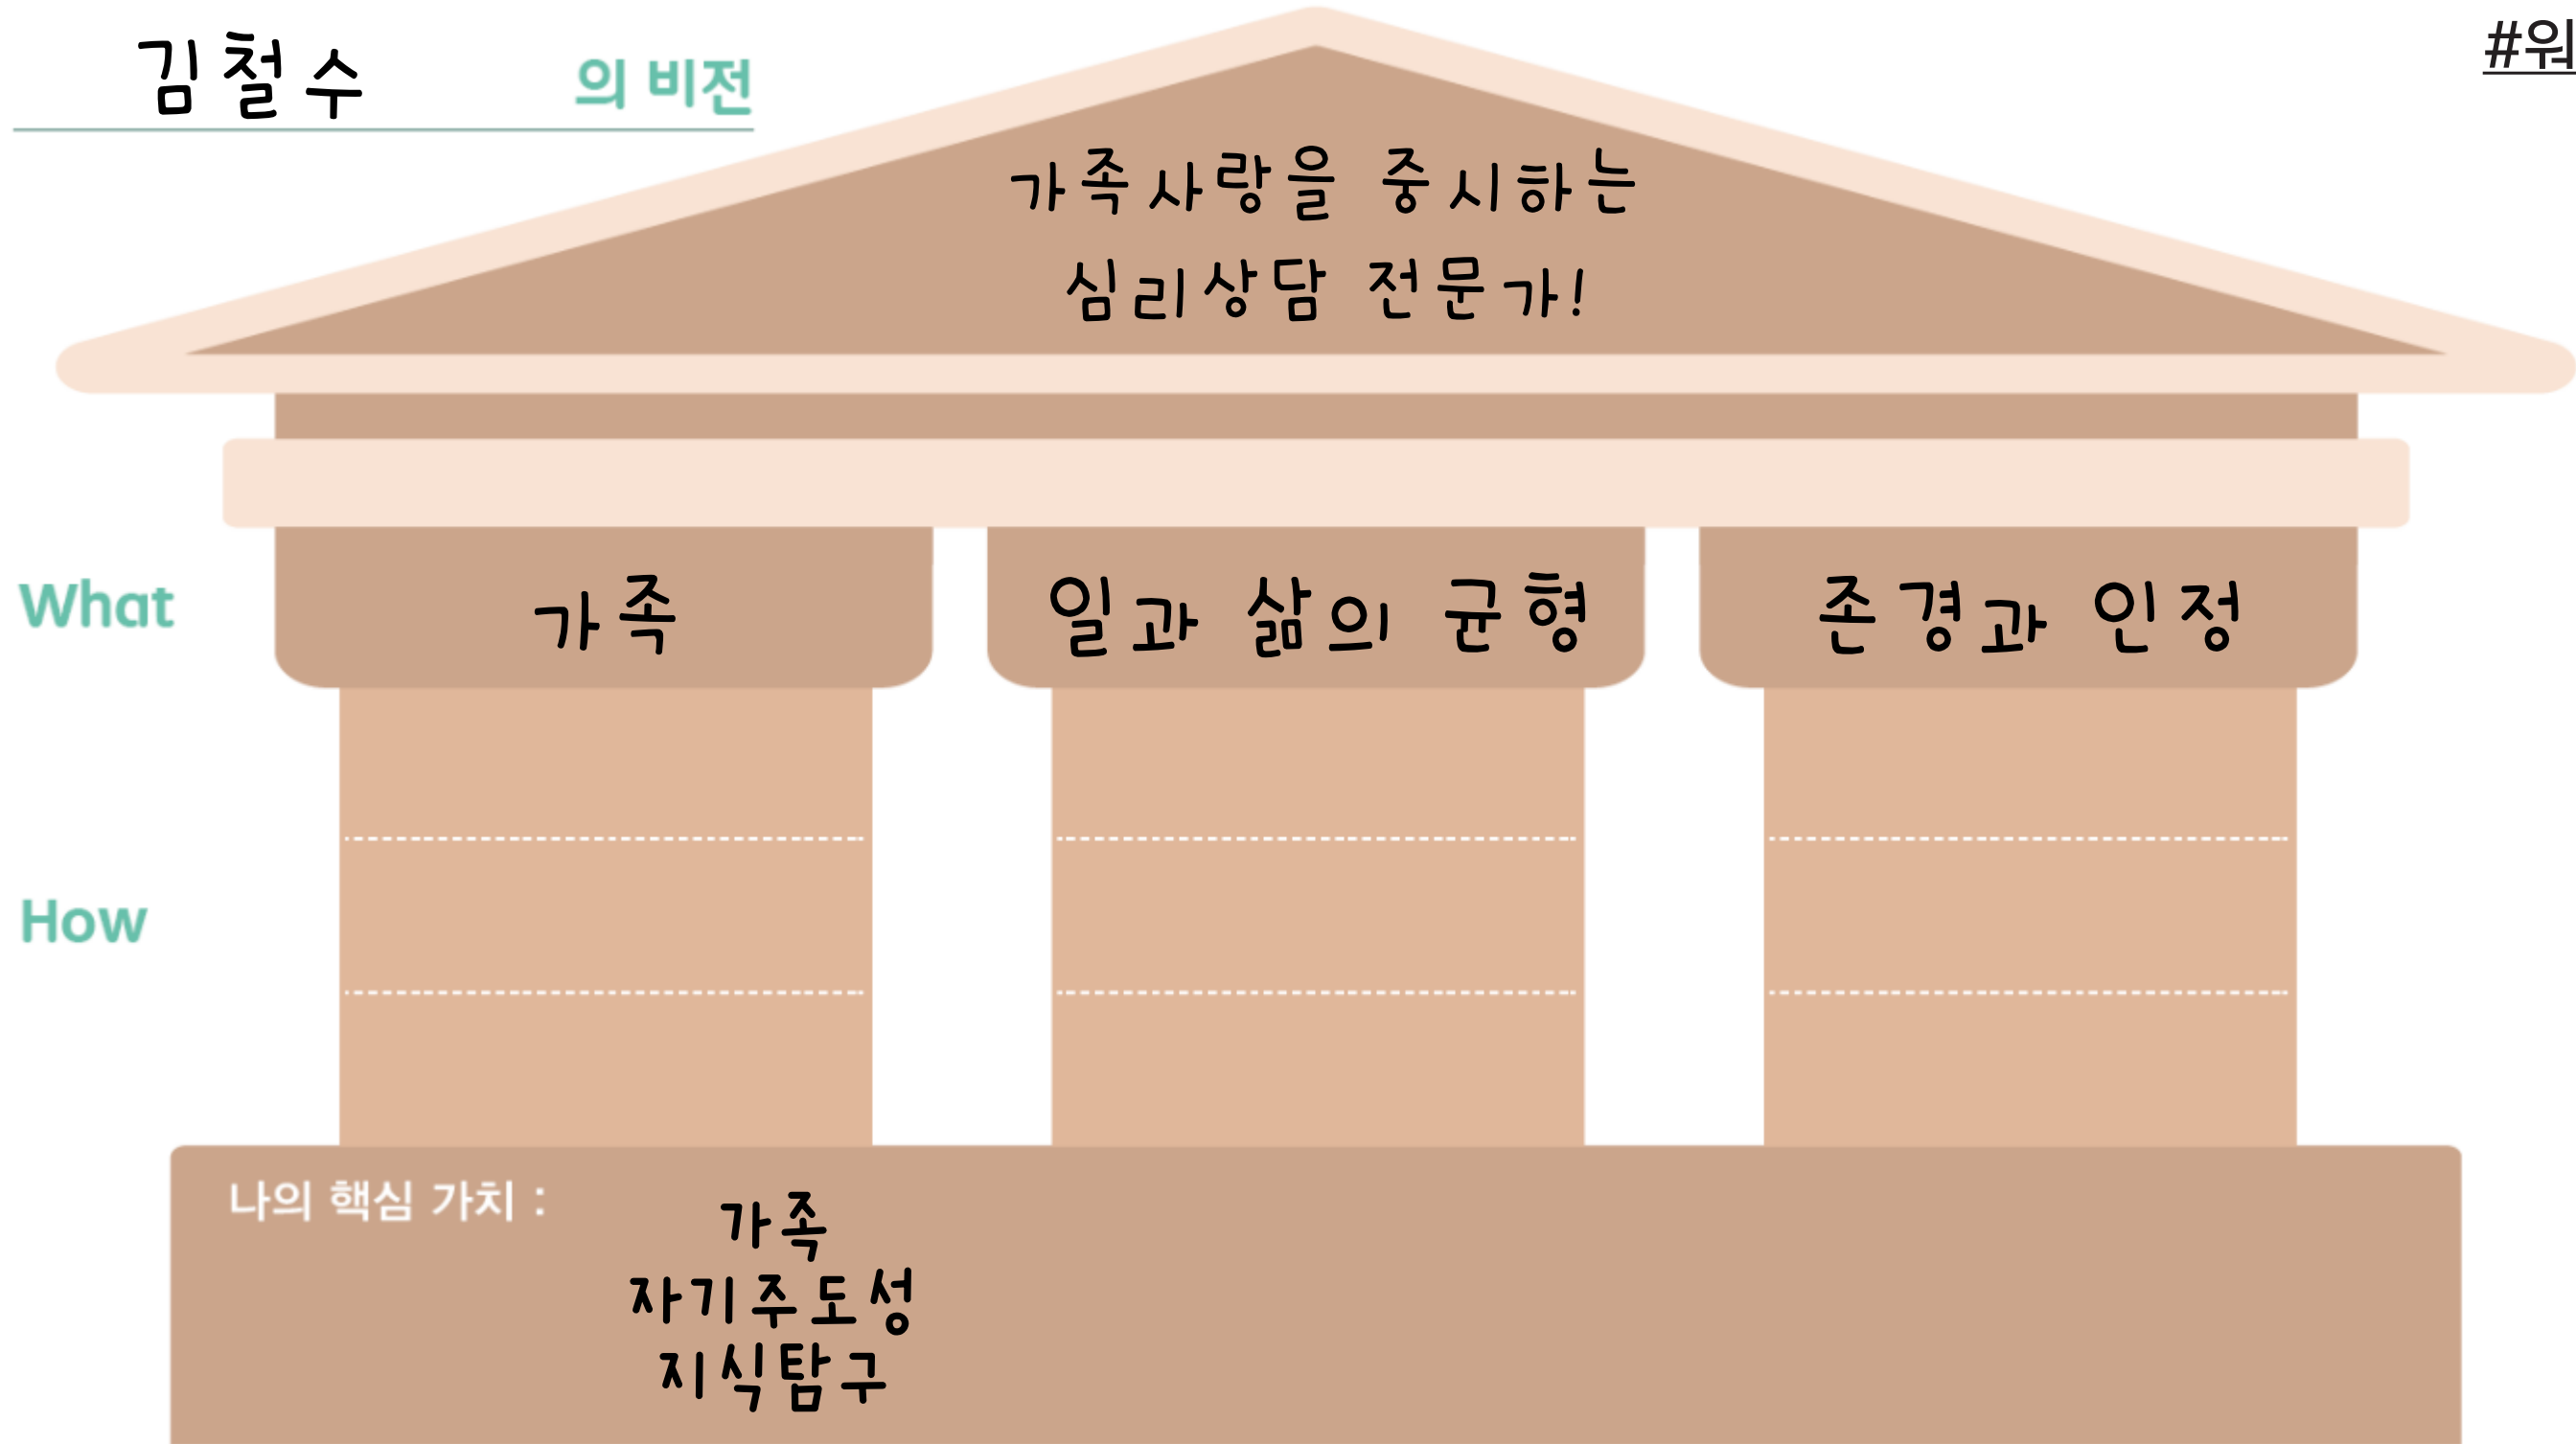 김철수 의 비전
#워
가족사랑을 중시하는
심리상담 전문가!
What
가족
일과 삶의 균형
존경과 인정
How
나의 핵심 가치 :
가족
자기주도성
지식탐구